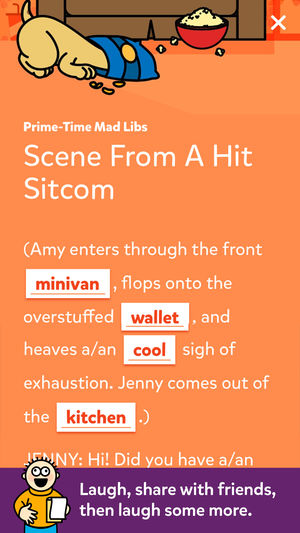 Prime-Time Mad Libs
Scene From A Hit
Sitcom
(Amy enters through the front
minivan, flops onto the
overstuffed wallet, and
heaves a/an cool sigh of
exhaustion. Jenny comes out of
the kitchen.)
JENNY: Hi! Did you have a/an
Laugh, share with friends,
then laugh some more.